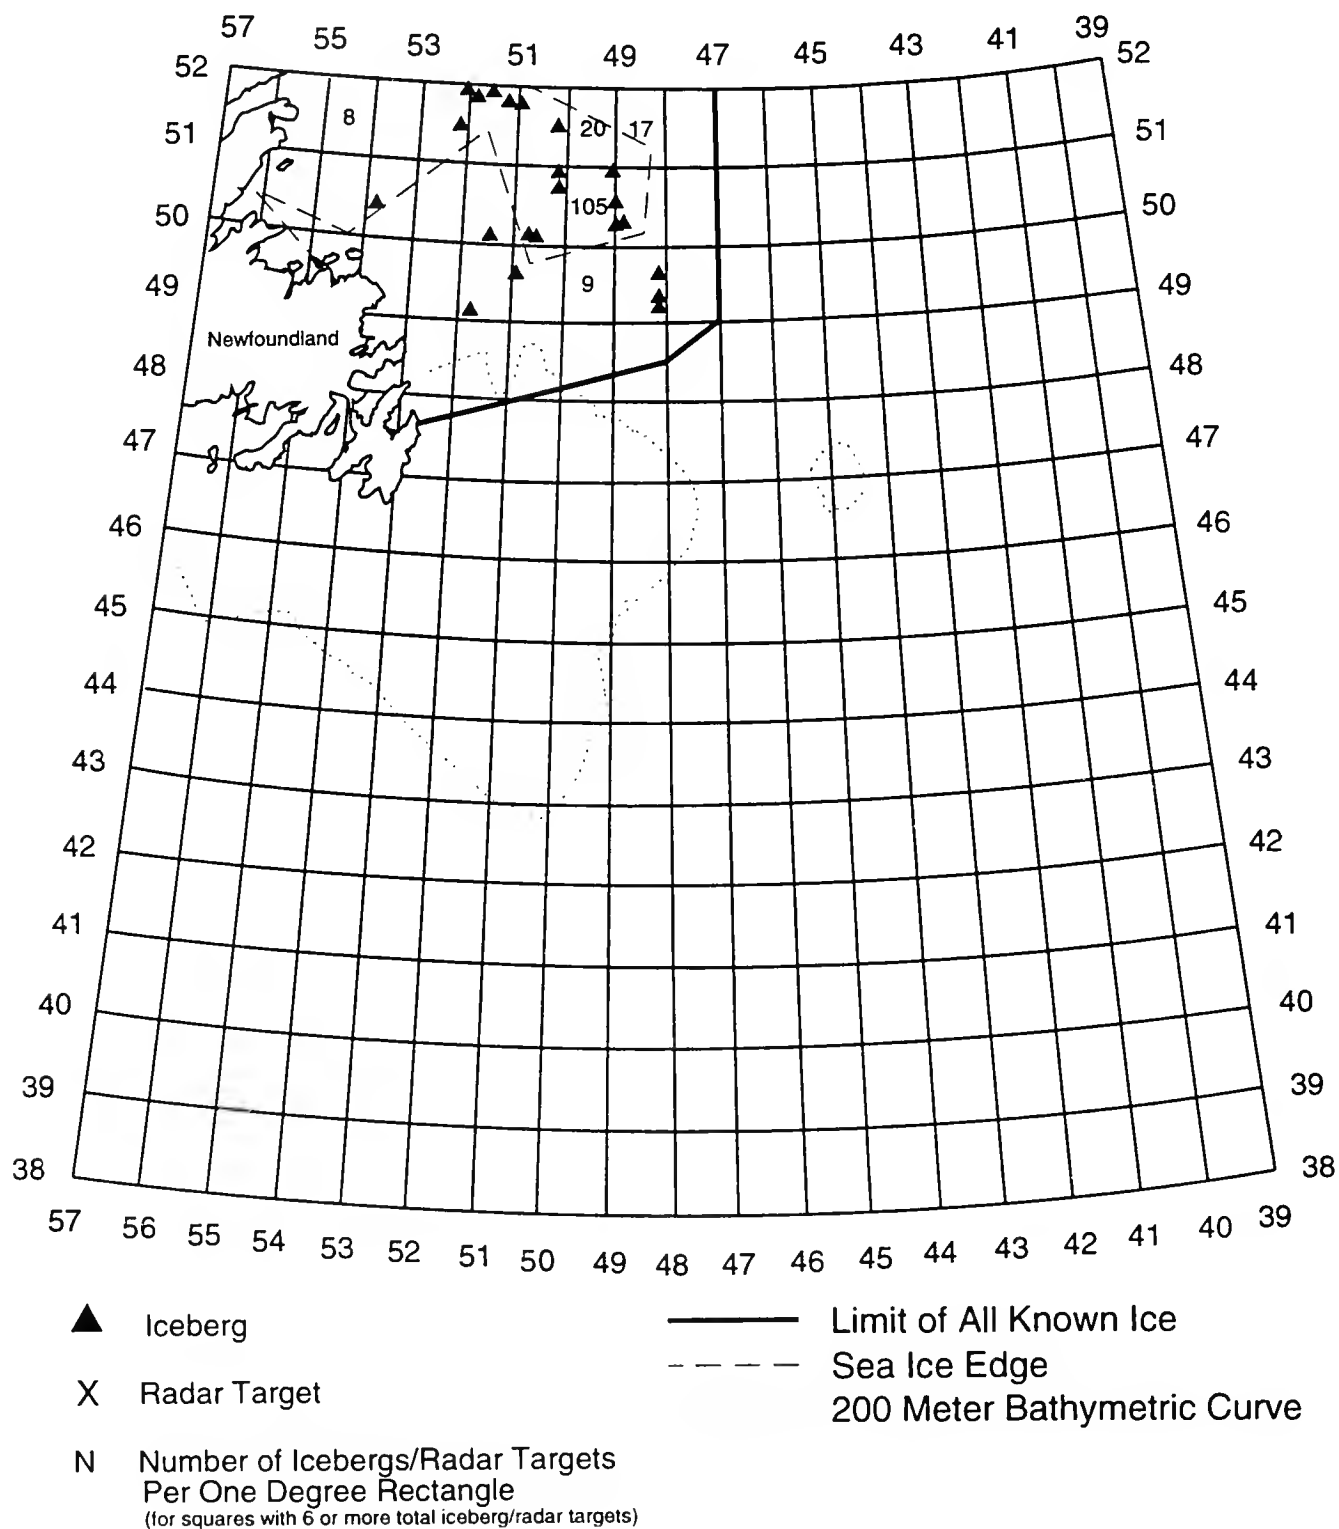 57 55 53 51 49 47 45 43 41 39
52 52
8 20 17
51 51
105
50 50
9
49 49
Newfoundland
48 48
47 47
46 46
45 45
44 44
43 43
42 42
41 41
40 40
39 39
38 38
57 56 55 54 53 52 51 50 49 48 47 46 45 44 43 42 41 40 39
Iceberg
X Radar Target
N Number of Icebergs/Radar Targets
Per One Degree Rectangle
(for squares with 6 or more total iceberg/radar targets)
Limit of All Known Ice
Sea Ice Edge
200 Meter Bathymetric Curve